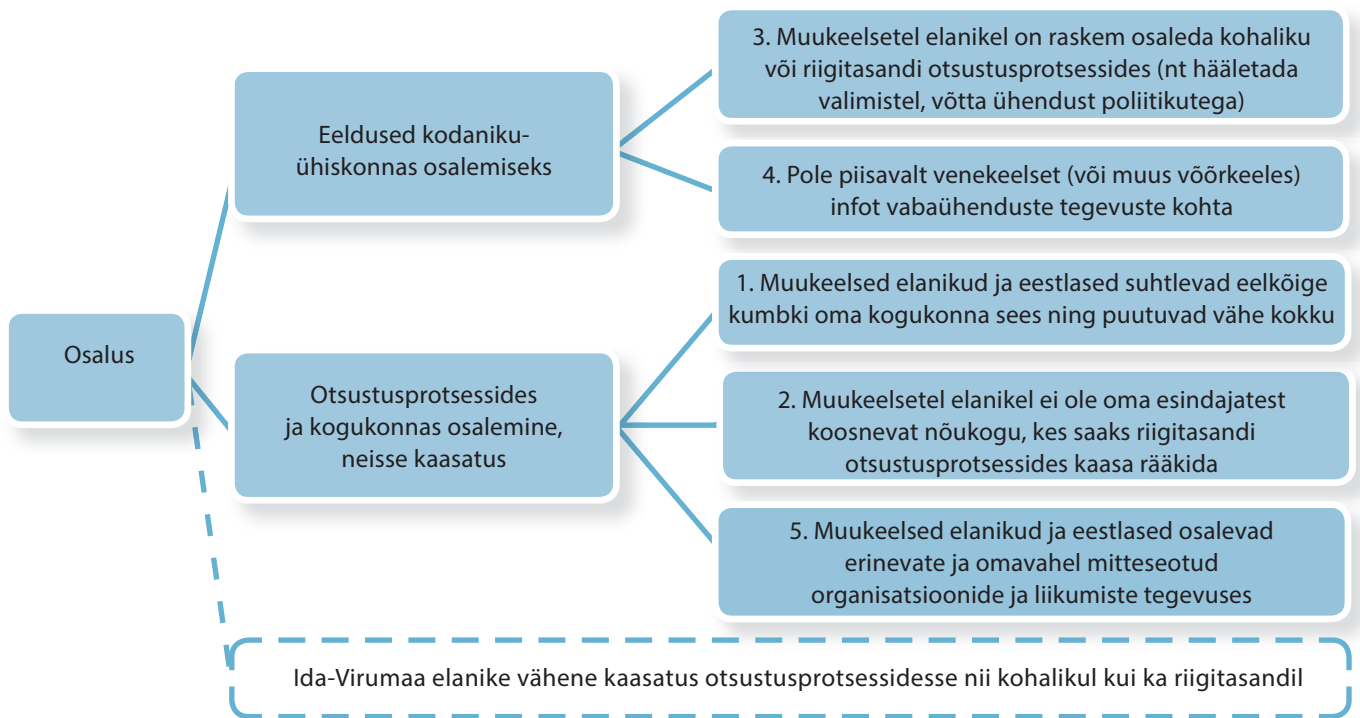 3. Muukeelsetel elanikel on raskem osaleda kohaliku
või riigitasandi otsustusprotsessides (nt hääletada
valimistel, võtta ühendust poliitikutega)
Eeldused kodaniku-
ühiskonnas osalemiseks
4. Pole piisavalt venekeelset (või muus võõrkeeles)
infot vabaühenduste tegevuste kohta
Osalus
1. Muukeelsed elanikud ja eestlased suhtlevad eelkõige
kumbki oma kogukonna sees ning puutuvad vähe kokku
Otsustusprotsessides
ja kogukonnas osalemine,
neisse kaasatus
2. Muukeelsetel elanikel ei ole oma esindajatest
koosnevat nõukogu, kes saaks riigitasandi
otsustusprotsessides kaasa rääkida
5. Muukeelsed elanikud ja eestlased osalevad
erinevate ja omavahel mitteseotud
organisatsioonide ja liikumiste tegevuses
Ida-Virumaa elanike vähene kaasatus otsustusprotsessidesse nii kohalikul kui ka riigitasandil